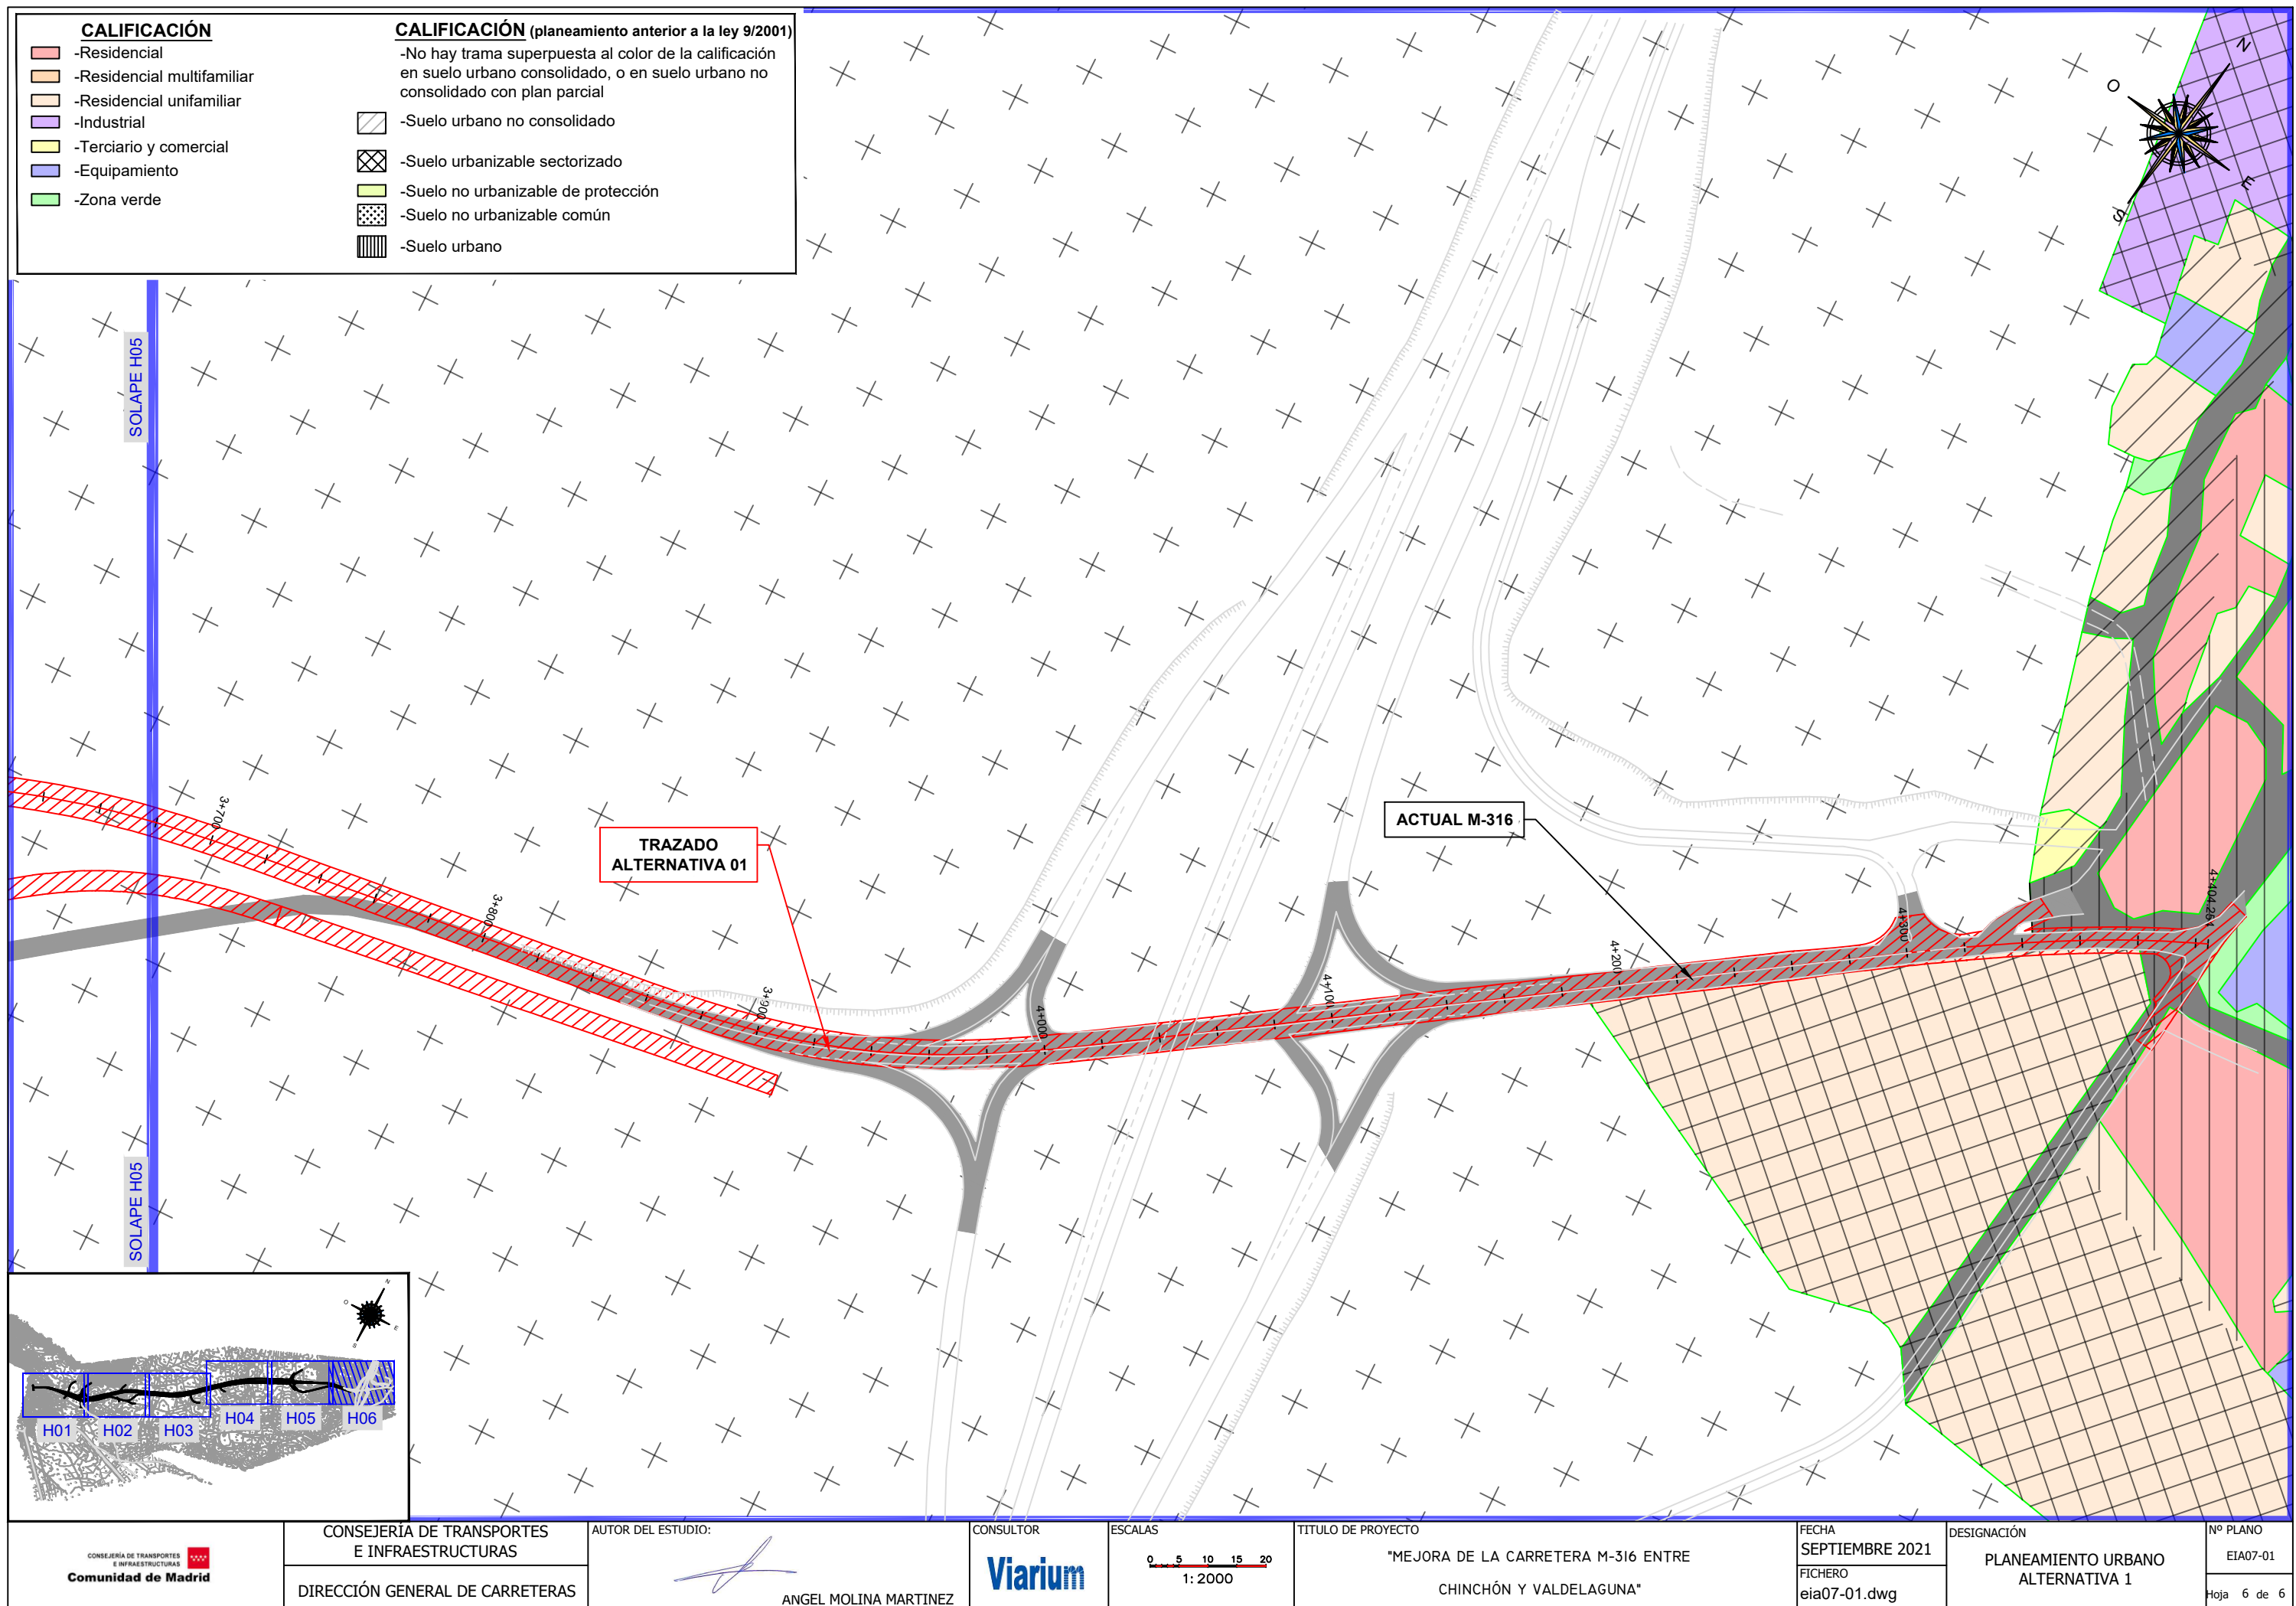 CALIFICACIÓN
-Residencial
-Residencial multifamiliar
-Residencial unifamiliar
-Industrial
-Terciario y comercial
-Equipamiento
-Zona verde
CALIFICACIÓN (planeamiento anterior a la ley 9/2001)
-No hay trama superpuesta al color de la calificación
en suelo urbano consolidado, o en suelo urbano no
consolidado con plan parcial
-Suelo urbano no consolidado
-Suelo urbanizable sectorizado
-Suelo no urbanizable de protección
-Suelo no urbanizable común
-Suelo urbano
N
O
E
S
SOLAPE H05
SOLAPE H05
3+700
3+800
3+900
4+000
4+100
4+200
4+300
4+404.261
TRAZADO
ALTERNATIVA 01
ACTUAL M-316
N
O
E
S
H01
H02
H03
H04
H05
H06
CONSEJERÍA DE TRANSPORTES
E INFRAESTRUCTURAS
Comunidad de Madrid
CONSEJERÍA DE TRANSPORTES
E INFRAESTRUCTURAS
DIRECCIÓN GENERAL DE CARRETERAS
AUTOR DEL ESTUDIO:
ANGEL MOLINA MARTINEZ
CONSULTOR
Viarium
ESCALAS
0 5 10 15 20
1: 2000
TITULO DE PROYECTO
"MEJORA DE LA CARRETERA M-316 ENTRE
CHINCHÓN Y VALDELAGUNA"
FECHA
SEPTIEMBRE 2021
FICHERO
eia07-01.dwg
DESIGNACIÓN
PLANEAMIENTO URBANO
ALTERNATIVA 1
Nº PLANO
EIA07-01
Hoja 6 de 6